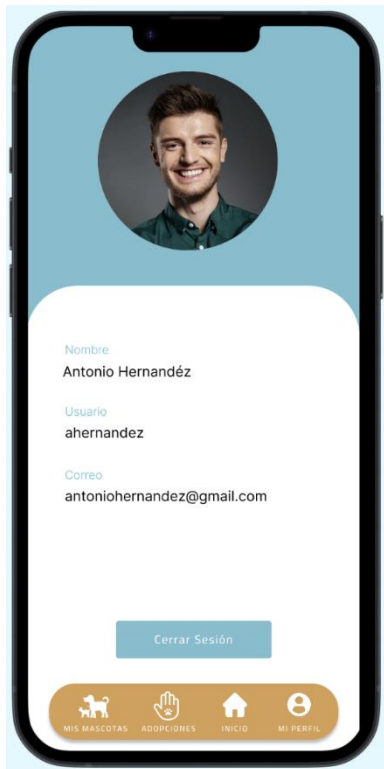 Nombre
Antonio Hernandéz
Usuario
ahernandez
Correo
antoniohernandez@gmail.com
Cerrar Sesión
MIS MASCOTAS ADOPCIONES INICIO MI PERFIL